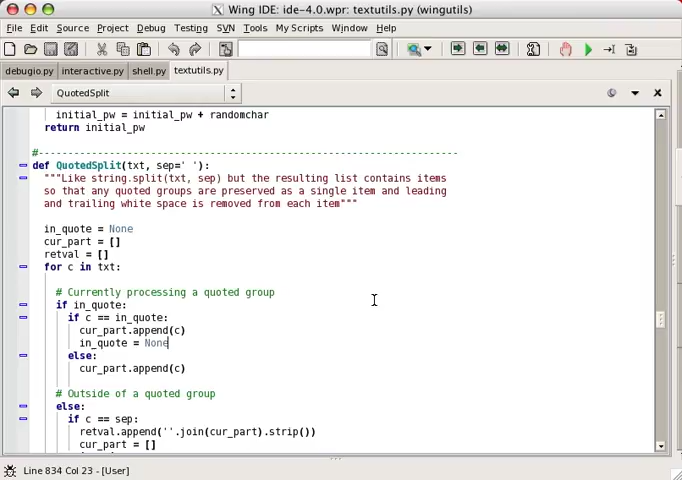 Wing IDE: ide-4.0.wpr: textutils.py (wingutils)
File Edit Source Project Debug Testing SVN Tools My Scripts Window Help
debugio.py interactive.py shell.py textutils.py
QuotedSplit
initial_pw = initial_pw + randomchar
return initial_pw
#----------------------------------------------------------------------
def QuotedSplit(txt, sep=' '):
"""Like string.split(txt, sep) but the resulting list contains items
so that any quoted groups are preserved as a single item and leading
and trailing white space is removed from each item"""
in_quote = None
cur_part = []
retval = []
for c in txt:
# Currently processing a quoted group
if in_quote:
if c == in_quote:
cur_part.append(c)
in_quote = None
else:
cur_part.append(c)
# Outside of a quoted group
else:
if c == sep:
retval.append(''.join(cur_part).strip())
cur_part = []
Line 834 Col 23 - [User]